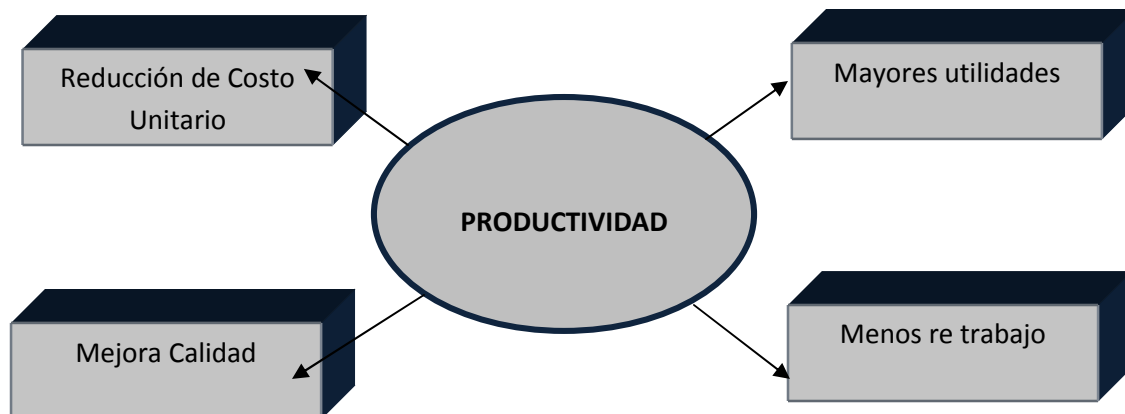 Reducción de Costo
Unitario
Mayores utilidades
PRODUCTIVIDAD
Mejora Calidad
Menos re trabajo